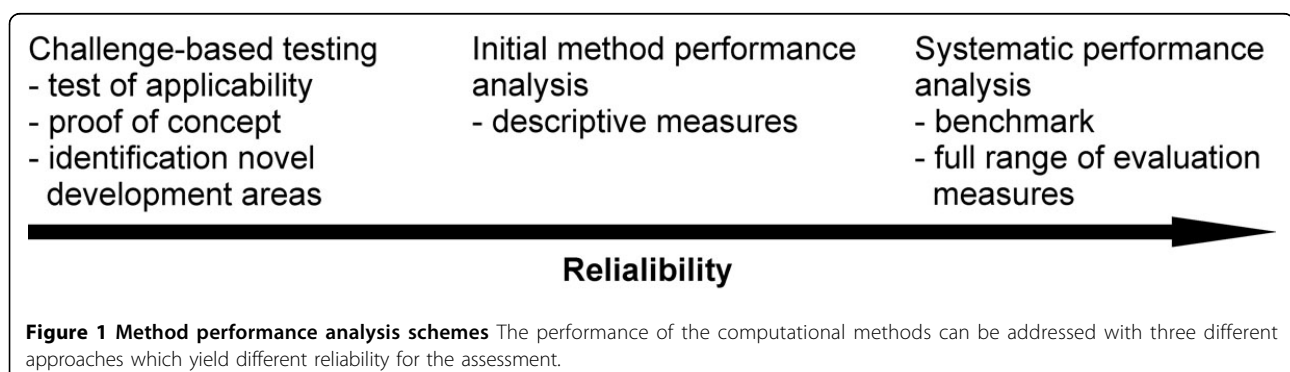 Challenge-based testing
- test of applicability
- proof of concept
- identification novel
development areas
Initial method performance
analysis
- descriptive measures
Systematic performance
analysis
- benchmark
- full range of evaluation
measures
Relialibility
Figure 1 Method performance analysis schemes The performance of the computational methods can be addressed with three different
approaches which yield different reliability for the assessment.